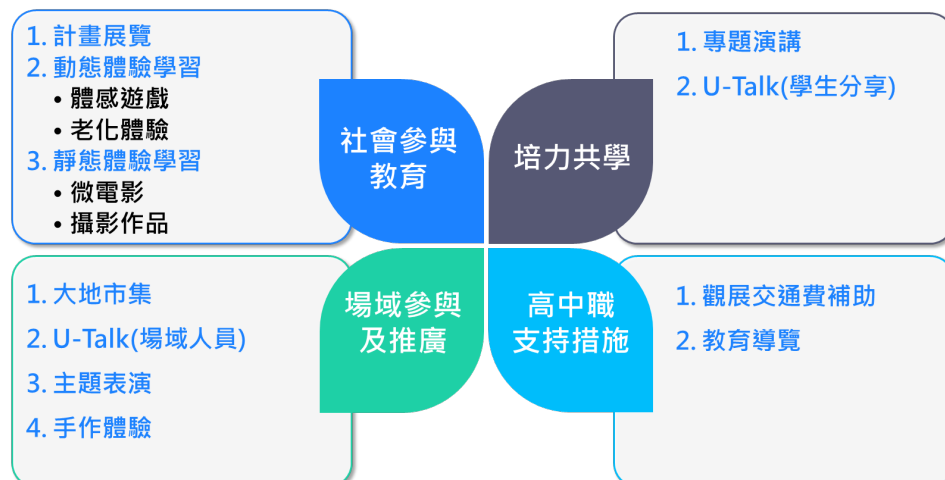 1. 計畫展覽
2. 動態體驗學習
• 體感遊戲
• 老化體驗
3. 靜態體驗學習
• 微電影
• 攝影作品
社會參與
教育
培力共學
1. 專題演講
2. U-Talk(學生分享)
1. 大地市集
2. U-Talk(場域人員)
3. 主題表演
4. 手作體驗
場域參與
及推廣
高中職
支持措施
1. 觀展交通費補助
2. 教育導覽